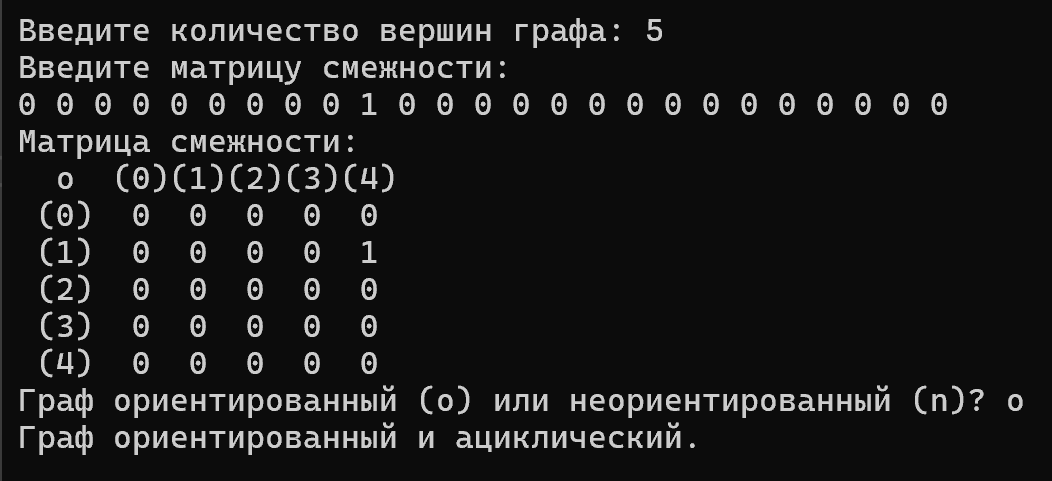 Введите количество вершин графа: 5
Введите матрицу смежности:
0 0 0 0 0 0 0 0 0 1 0 0 0 0 0 0 0 0 0 0 0 0 0 0 0
Матрица смежности:
o (0)(1)(2)(3)(4)
(0) 0 0 0 0 0
(1) 0 0 0 0 1
(2) 0 0 0 0 0
(3) 0 0 0 0 0
(4) 0 0 0 0 0
Граф ориентированный (o) или неориентированный (n)? o
Граф ориентированный и ациклический.